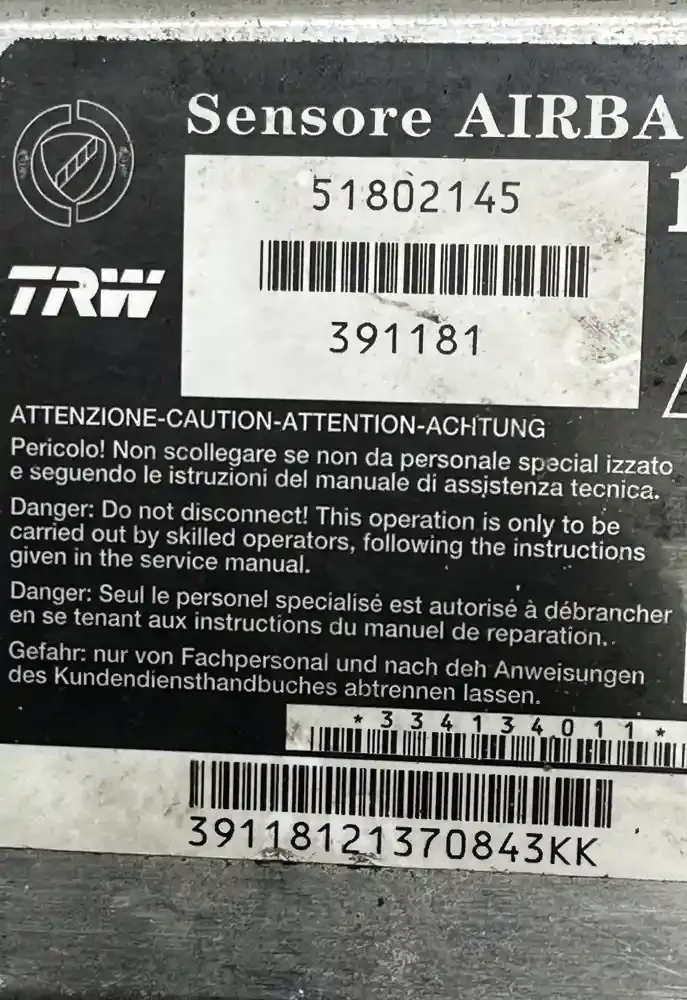 Sensore AIRBA
51802145
391181
TRW
ATTENZIONE-CAUTION-ATTENTION-ACHTUNG
Pericolo! Non scollegare se non da personale special izzato
e seguendo le istruzioni del manuale di assistenza tecnica.
Danger: Do not disconnect! This operation is only to be
carried out by skilled operators, following the instructions
given in the service manual.
Danger: Seul le personel specialisé est autorisé à débrancher
en se tenant aux instructions du manuel de reparation.
Gefahr: nur von Fachpersonal und nach deh Anweisungen
des Kundendiensthandbuches abtrennen lassen.
*334134011*
39118121370843KK